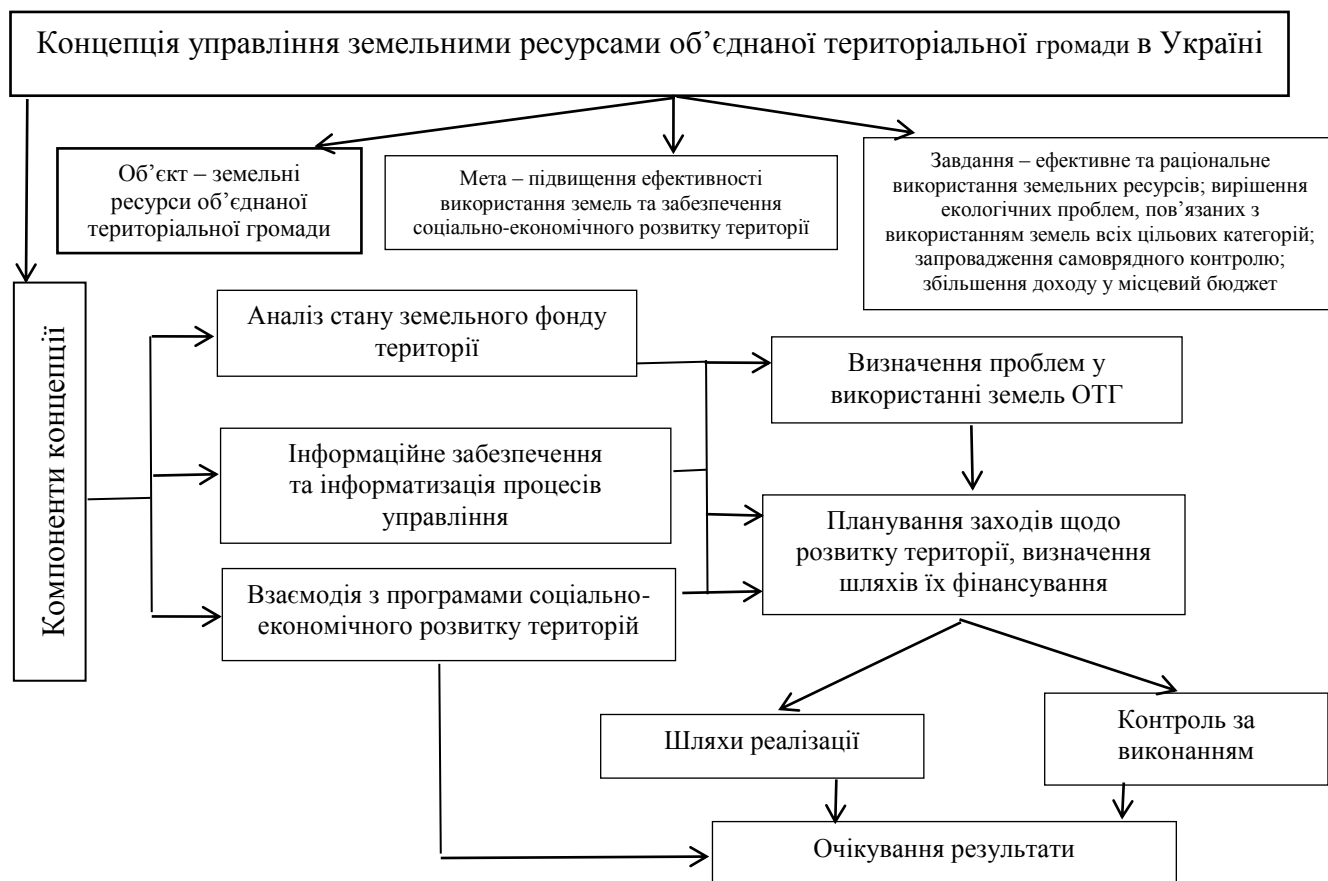 Концепція управління земельними ресурсами об’єднаної територіальної громади в Україні
Об’єкт – земельні
ресурси об’єднаної
територіальної громади
Мета – підвищення ефективності
використання земель та забезпечення
соціально-економічного розвитку території
Завдання – ефективне та раціональне
використання земельних ресурсів; вирішення
екологічних проблем, пов’язаних з
використанням земель всіх цільових категорій;
запровадження самоврядного контролю;
збільшення доходу у місцевий бюджет
Компоненти концепції
Аналіз стану земельного фонду
території
Визначення проблем у
використанні земель ОТГ
Інформаційне забезпечення
та інформатизація процесів
управління
Планування заходів щодо
розвитку території, визначення
шляхів їх фінансування
Взаємодія з програмами соціально-
економічного розвитку територій
Шляхи реалізації
Контроль за
виконанням
Очікування результати